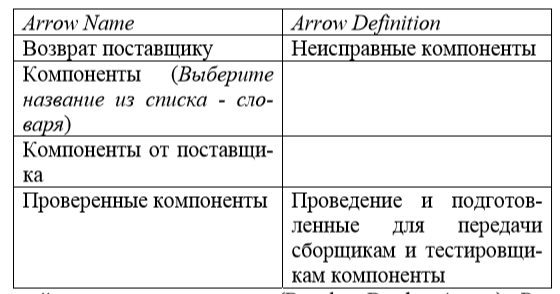 Arrow Name Arrow Definition
Возврат поставщику Неисправные компоненты
Компоненты (Выберите
название из списка - сло-
варя)
Компоненты от поставщи-
ка
Проверенные компоненты Проведение и подготов-
ленные для передачи
сборщикам и тестировщи-
кам компоненты